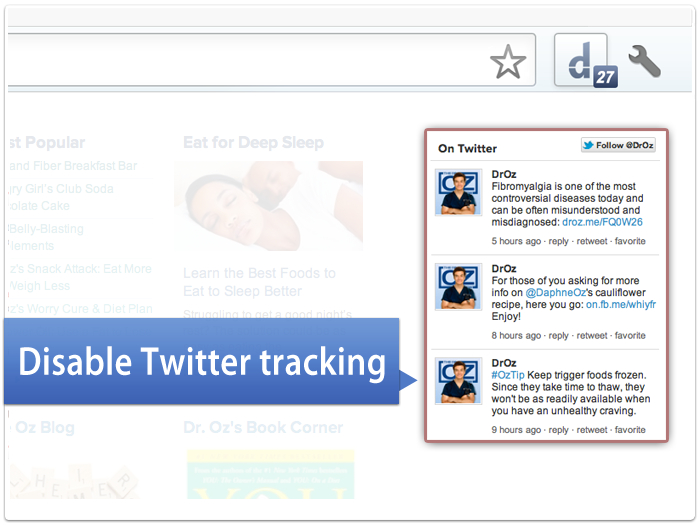 d
27
st Popular
and Fiber Breakfast Bar
ury Girl's Club Soda
olate Cake
Belly-Blasting
lements
z's Snack Attack: Eat More
Weigh Less
z's Worry Cure & Diet Plan
Eat for Deep Sleep
Learn the Best Foods to
Eat to Sleep Better
Struggling to get a good night's
Disable Twitter tracking
Oz Blog
Dr. Oz's Book Corner
YOU
On Twitter
Follow @DrOz
DrOz
Fibromyalgia is one of the most
controversial diseases today and
can be often misunderstood and
misdiagnosed: droz.me/FQ0W26
5 hours ago · reply · retweet · favorite
DrOz
For those of you asking for more
info on @DaphneOz's cauliflower
recipe, here you go: on.fb.me/whiyfr
Enjoy!
8 hours ago · reply · retweet · favorite
DrOz
#OzTip Keep trigger foods frozen.
Since they take time to thaw, they
won't be as readily available when
you have an unhealthy craving.
9 hours ago · reply · retweet · favorite